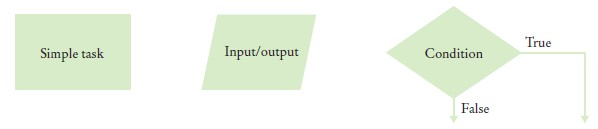 Simple task
Input/output
Condition
True
False